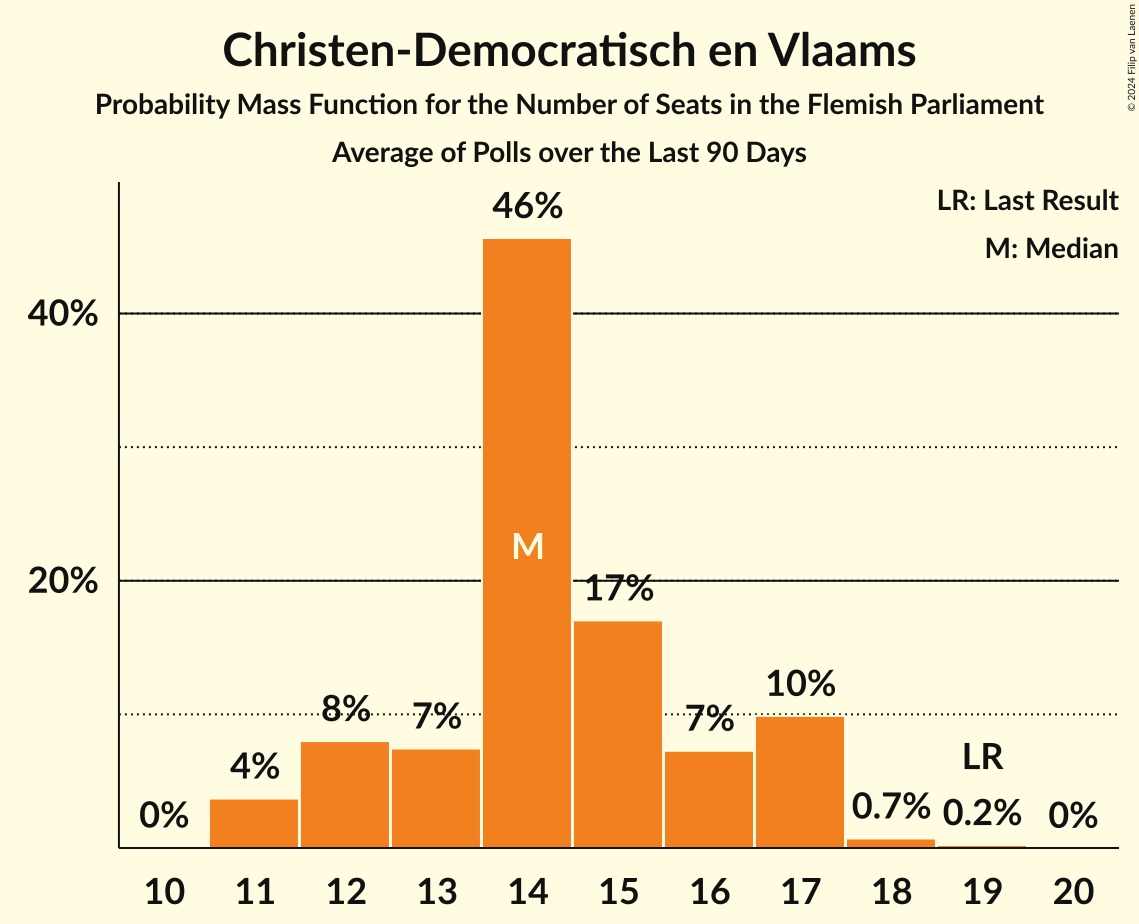 Christen-Democratisch en Vlaams
Probability Mass Function for the Number of Seats in the Flemish Parliament
Average of Polls over the Last 90 Days
© 2024 Filip van Laenen
LR: Last Result
M: Median
46%
40%
M
20%
17%
10%
8%
7%
7%
4%
LR
0%
0.7%
0.2%
0%
10 11 12 13 14 15 16 17 18 19 20